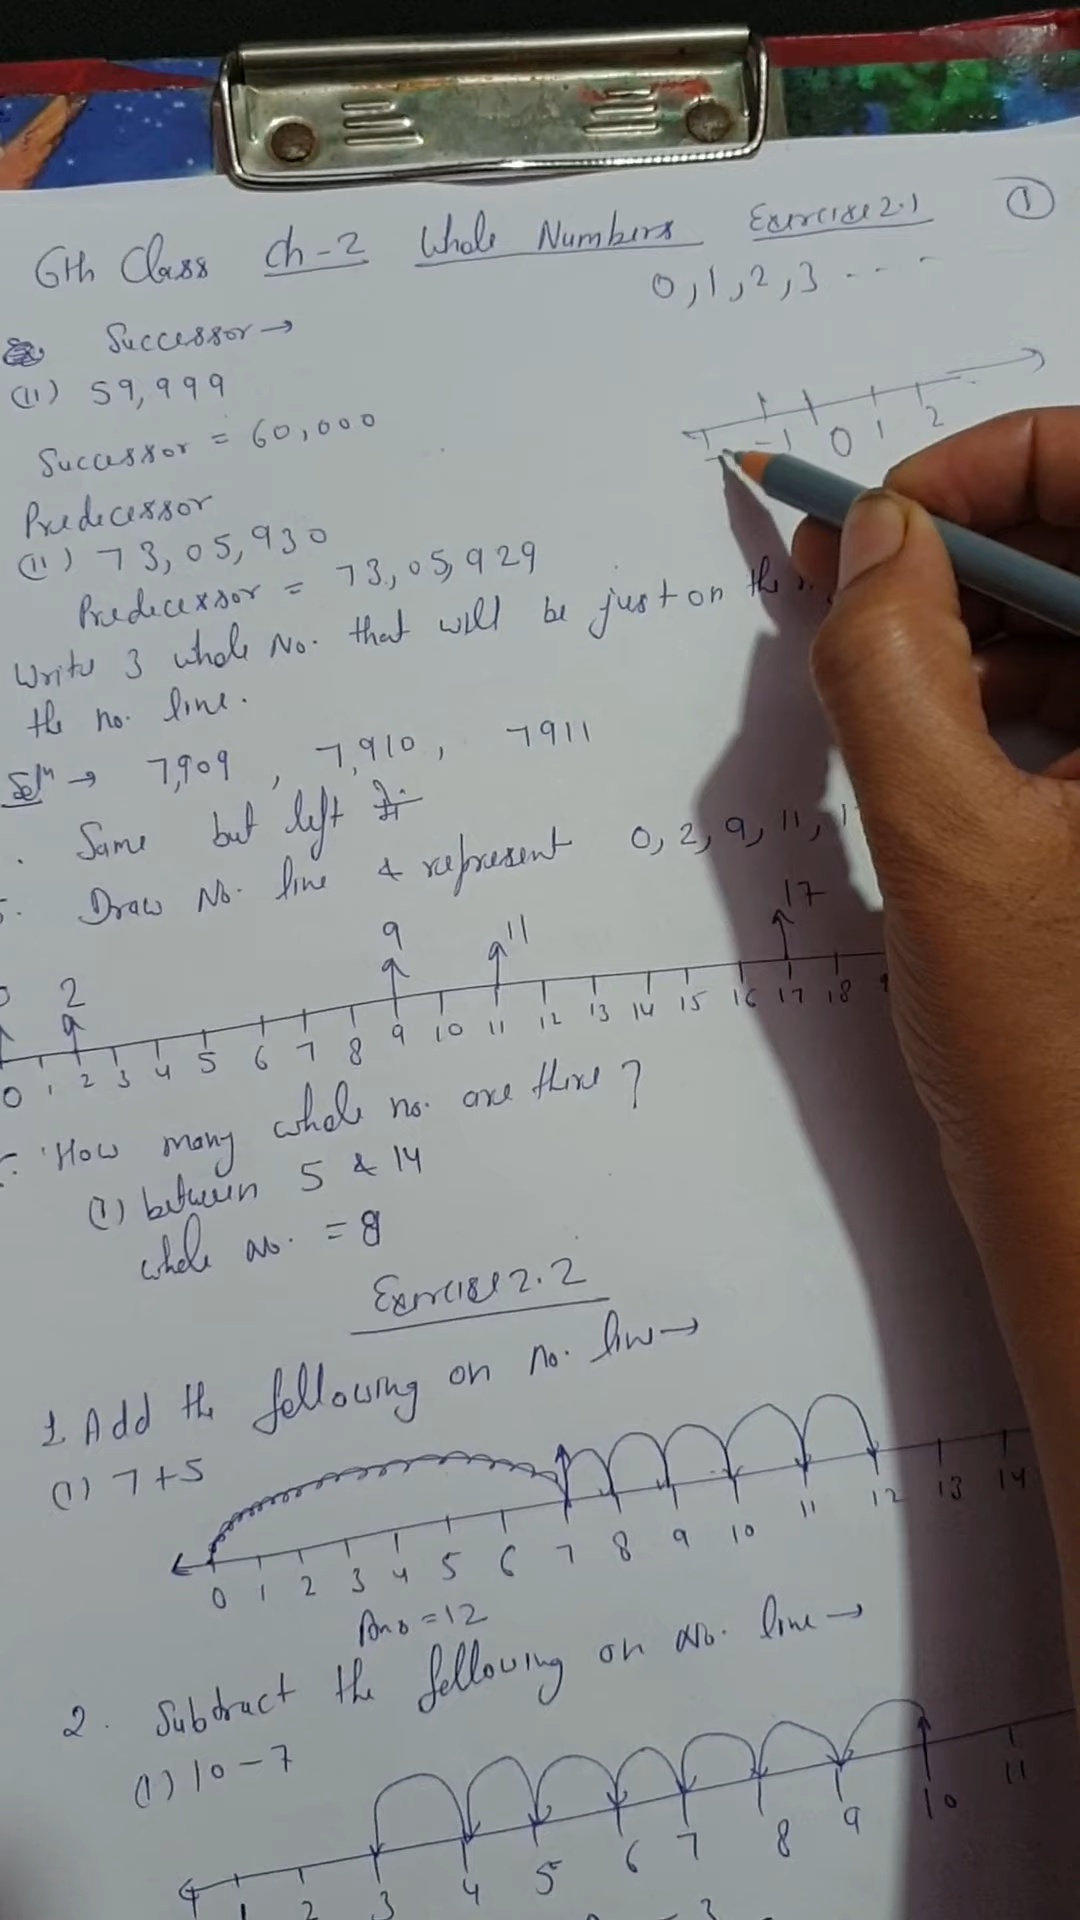 6th Class Ch-2 Whole Numbers Exercise 2.1 ①
0, 1, 2, 3 - - - -
Successor →
(ii) 59,999
-1 0 1 2
Successor = 60,000
Predecessor
(ii) 73,05,930
Predecessor = 73,05,929
Write 3 whole No. that will be just on the
the no. line.
Solⁿ → 7,909 , 7,910, 7911
Same but left
Draw No. line & represent 0, 2, 9, 11,
2 9 11 17
0 1 2 3 4 5 6 7 8 9 10 11 12 13 14 15 16 17 18
How many whole no. are there?
(i) between 5 & 14
whole no. = 8
Exercise 2.2
1. Add the following on no. line →
(i) 7+5
0 1 2 3 4 5 6 7 8 9 10 11 12 13 14
Ans = 12
2. Subtract the following on no. line →
(i) 10-7
1 2 3 4 5 6 7 8 9 10 11
= 3